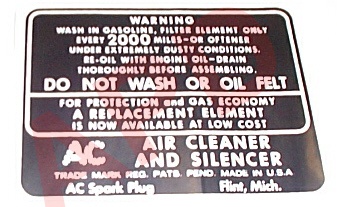 WARNING
WASH IN GASOLINE, FILTER ELEMENT ONLY
EVERY 2000 MILES-OR OFTENER
UNDER EXTREMELY DUSTY CONDITIONS.
RE-OIL WITH ENGINE OIL-DRAIN
THOROUGHLY BEFORE ASSEMBLING.
DO NOT WASH OR OIL FELT
FOR PROTECTION and GAS ECONOMY
A REPLACEMENT ELEMENT
IS NOW AVAILABLE AT LOW COST
AC AIR CLEANER
AND SILENCER
TRADE MARK REG. PATS. PEND. MADE IN U.S.A
AC Spark Plug Flint, Mich.